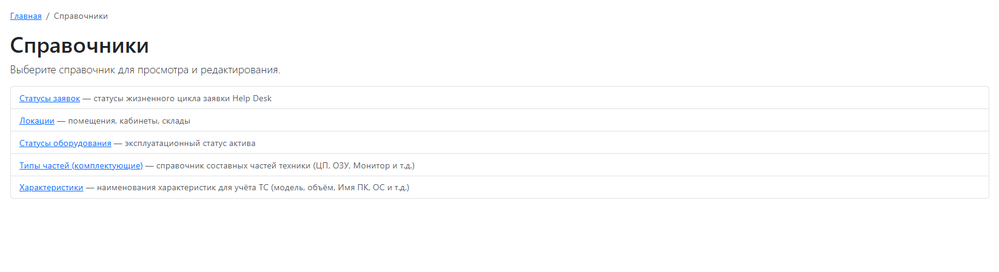 Главная / Справочники
Справочники
Выберите справочник для просмотра и редактирования.
Статусы заявок — статусы жизненного цикла заявки Help Desk
Локации — помещения, кабинеты, склады
Статусы оборудования — эксплуатационный статус актива
Типы частей (комплектующие) — справочник составных частей техники (ЦП, ОЗУ, Монитор и т.д.)
Характеристики — наименования характеристик для учёта ТС (модель, объём, Имя ПК, ОС и т.д.)